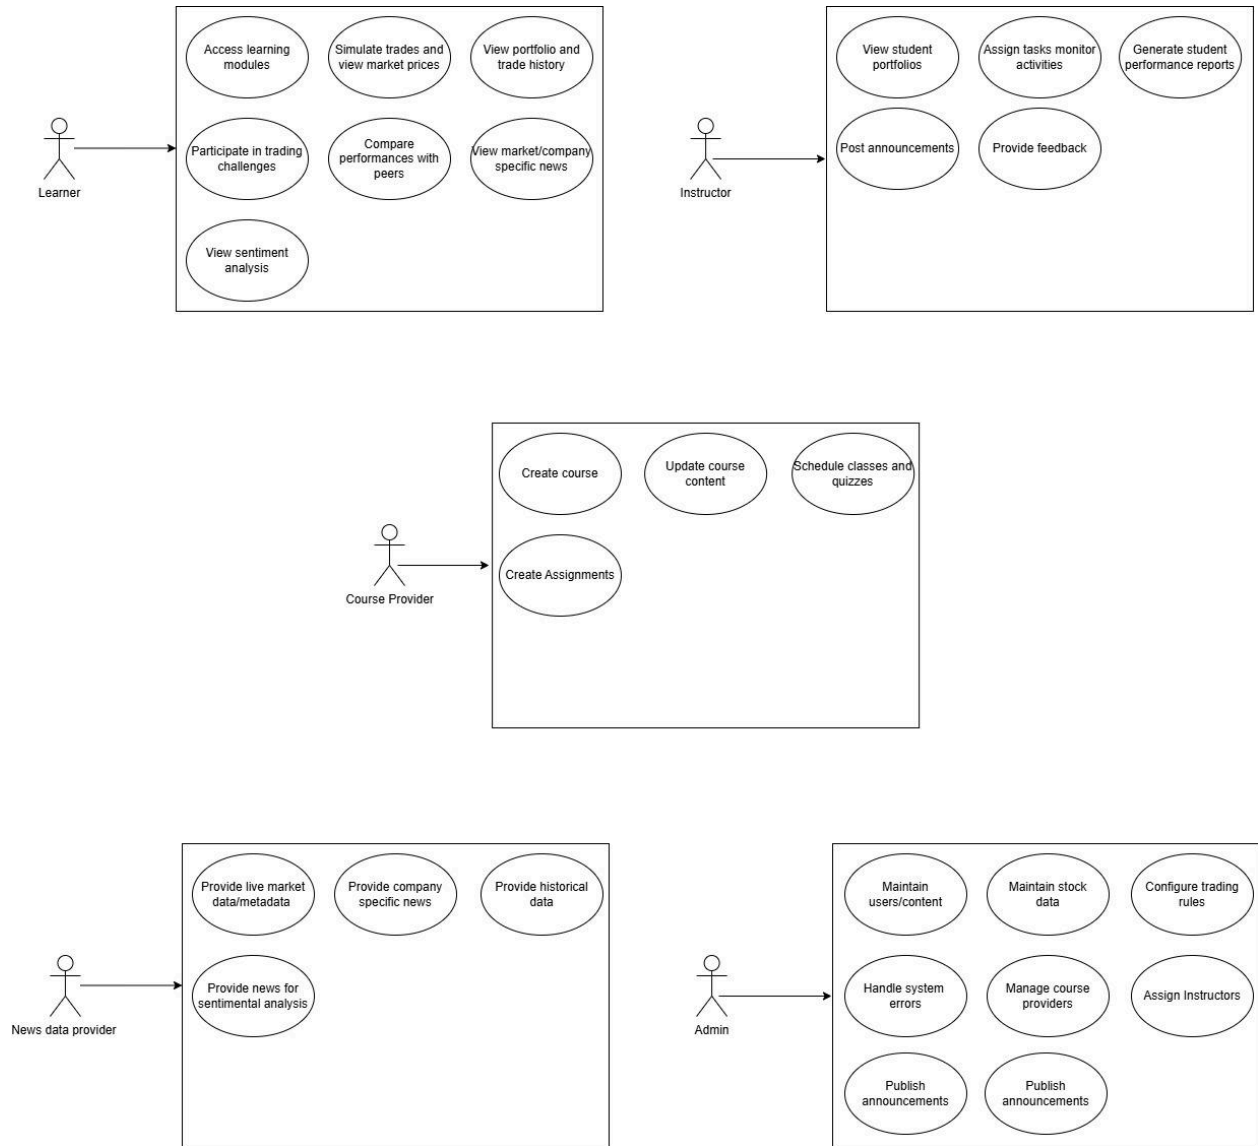 Access learning
modules
Simulate trades and
view market prices
View portfolio and
trade history
Participate in trading
challenges
Compare
performances with
peers
View market/company
specific news
View sentiment
analysis
Learner
View student
portfolios
Assign tasks monitor
activities
Generate student
performance reports
Post announcements
Provide feedback
Instructor
Create course
Update course
content
Schedule classes and
quizzes
Create Assignments
Course Provider
Provide live market
data/metadata
Provide company
specific news
Provide historical
data
Provide news for
sentimental analysis
News data provider
Maintain
users/content
Maintain stock
data
Configure trading
rules
Handle system
errors
Manage course
providers
Assign Instructors
Publish
announcements
Publish
announcements
Admin